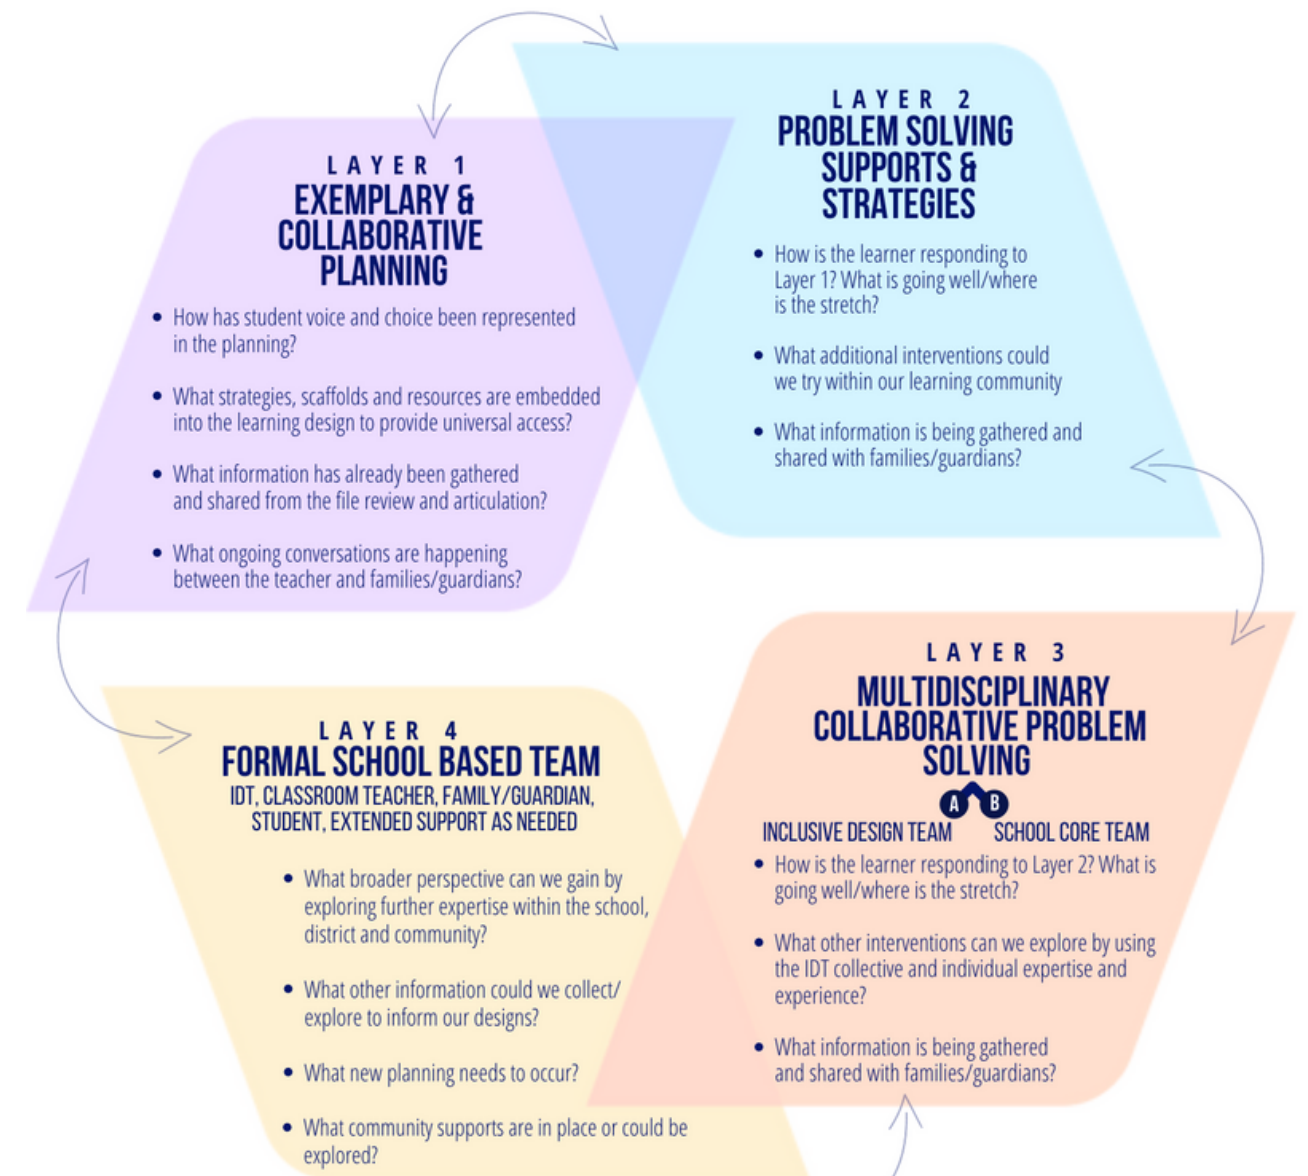 LAYER 1
EXEMPLARY &
COLLABORATIVE
PLANNING
• How has student voice and choice been represented
in the planning?
• What strategies, scaffolds and resources are embedded
into the learning design to provide universal access?
• What information has already been gathered
and shared from the file review and articulation?
• What ongoing conversations are happening
between the teacher and families/guardians?
LAYER 2
PROBLEM SOLVING
SUPPORTS &
STRATEGIES
• How is the learner responding to
Layer 1? What is going well/where
is the stretch?
• What additional interventions could
we try within our learning community
• What information is being gathered and
shared with families/guardians?
LAYER 3
MULTIDISCIPLINARY
COLLABORATIVE PROBLEM
SOLVING
A B
INCLUSIVE DESIGN TEAM SCHOOL CORE TEAM
• How is the learner responding to Layer 2? What is
going well/where is the stretch?
• What other interventions can we explore by using
the IDT collective and individual expertise and
experience?
• What information is being gathered
and shared with families/guardians?
LAYER 4
FORMAL SCHOOL BASED TEAM
IDT, CLASSROOM TEACHER, FAMILY/GUARDIAN,
STUDENT, EXTENDED SUPPORT AS NEEDED
• What broader perspective can we gain by
exploring further expertise within the school,
district and community?
• What other information could we collect/
explore to inform our designs?
• What new planning needs to occur?
• What community supports are in place or could be
explored?